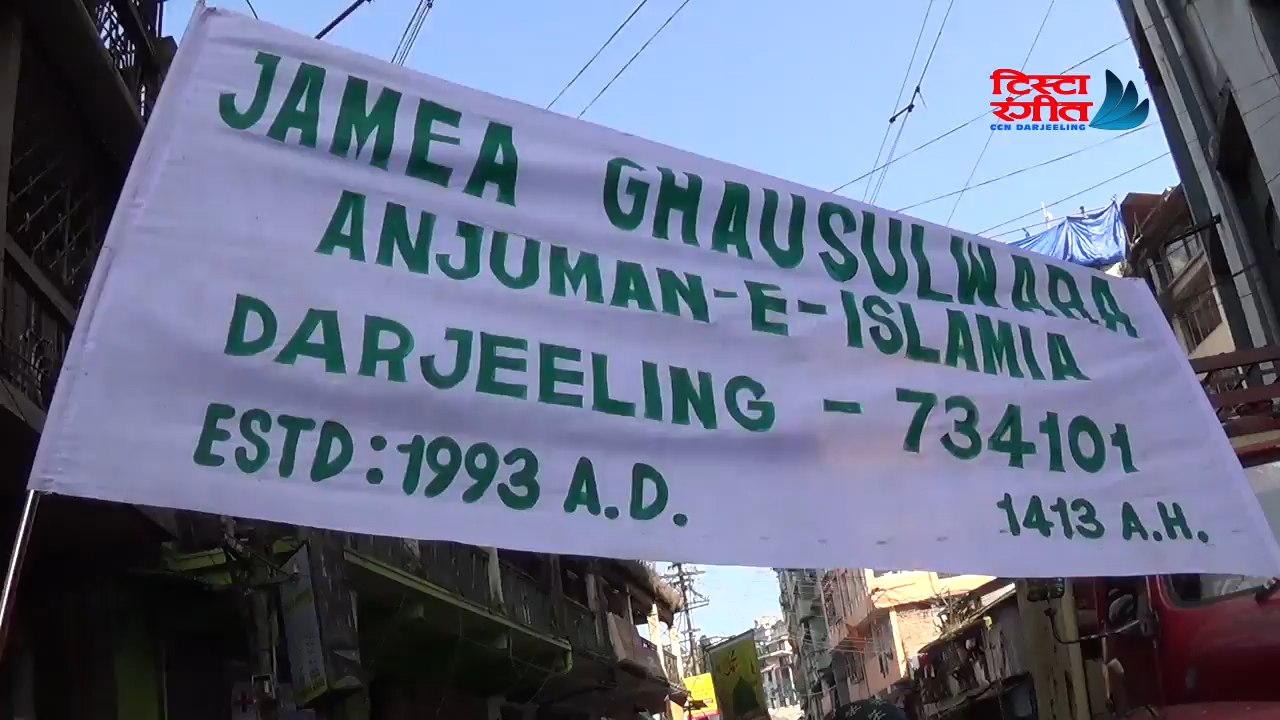 JAMEA GHAUSULWARA
ANJUMAN-E-ISLAMIA
DARJEELING - 734101
ESTD:1993 A.D.
1413 A.H.
टिस्टा
रंगीत
CCN DARJEELING